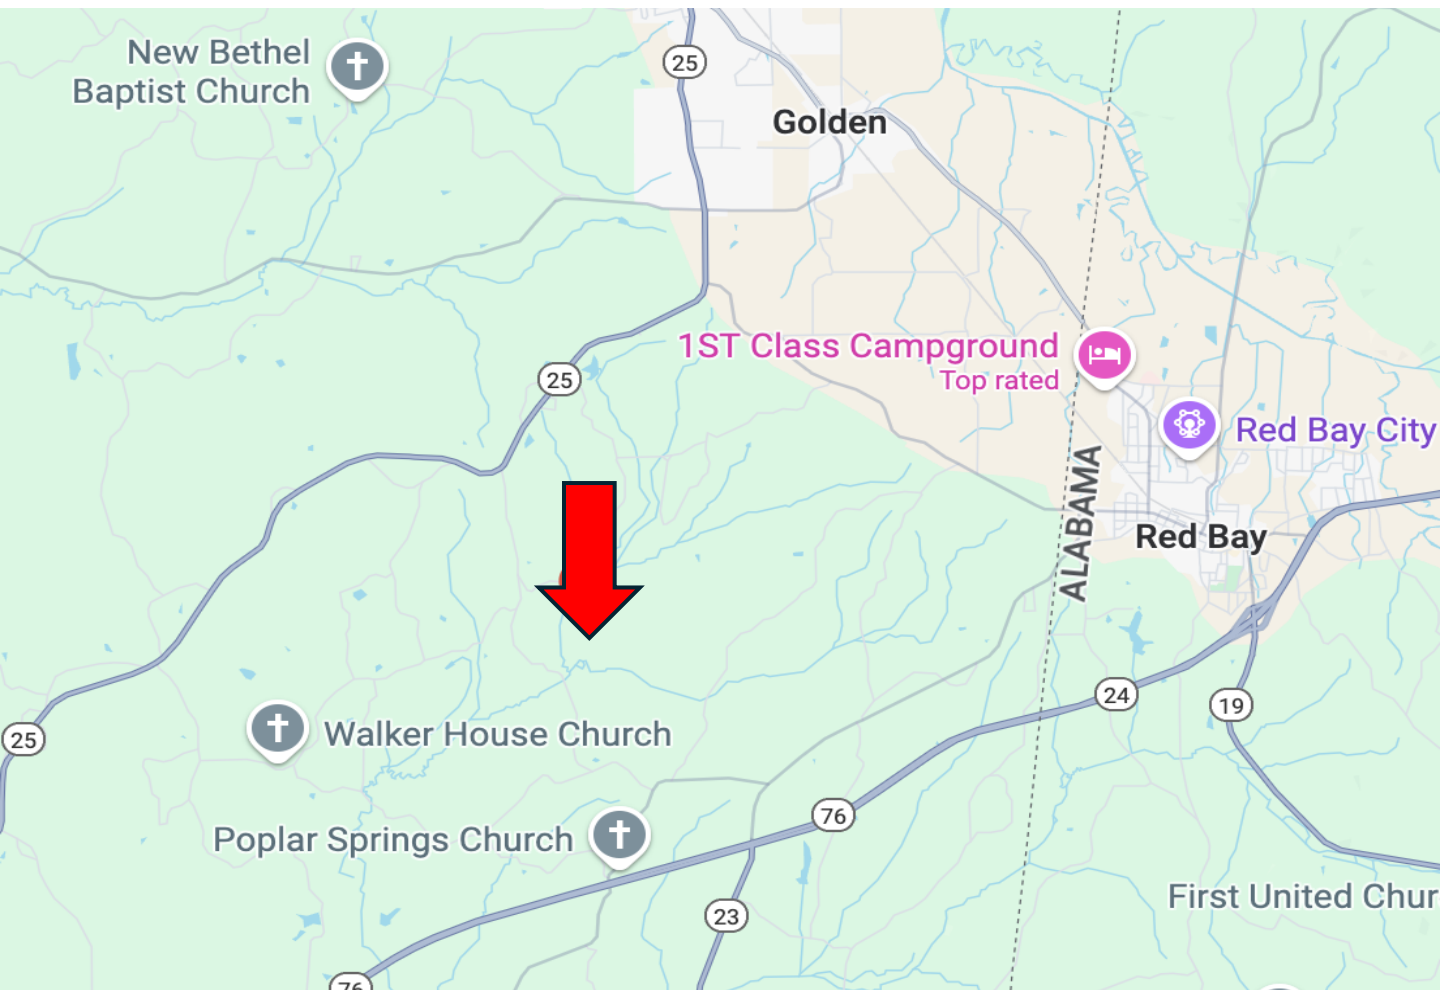 New Bethel
Baptist Church
25
Golden
1ST Class Campground
Top rated
25
Red Bay City
ALABAMA
Red Bay
24
19
25
Walker House Church
76
Poplar Springs Church
First United Chur
23
76